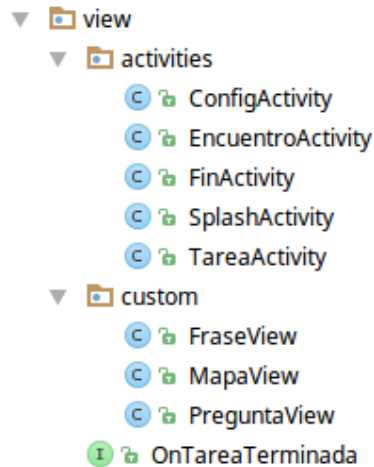 view
activities
C ConfigActivity
C EncuentroActivity
C FinActivity
C SplashActivity
C TareaActivity
custom
C FraseView
C MapaView
C PreguntaView
I OnTareaTerminada